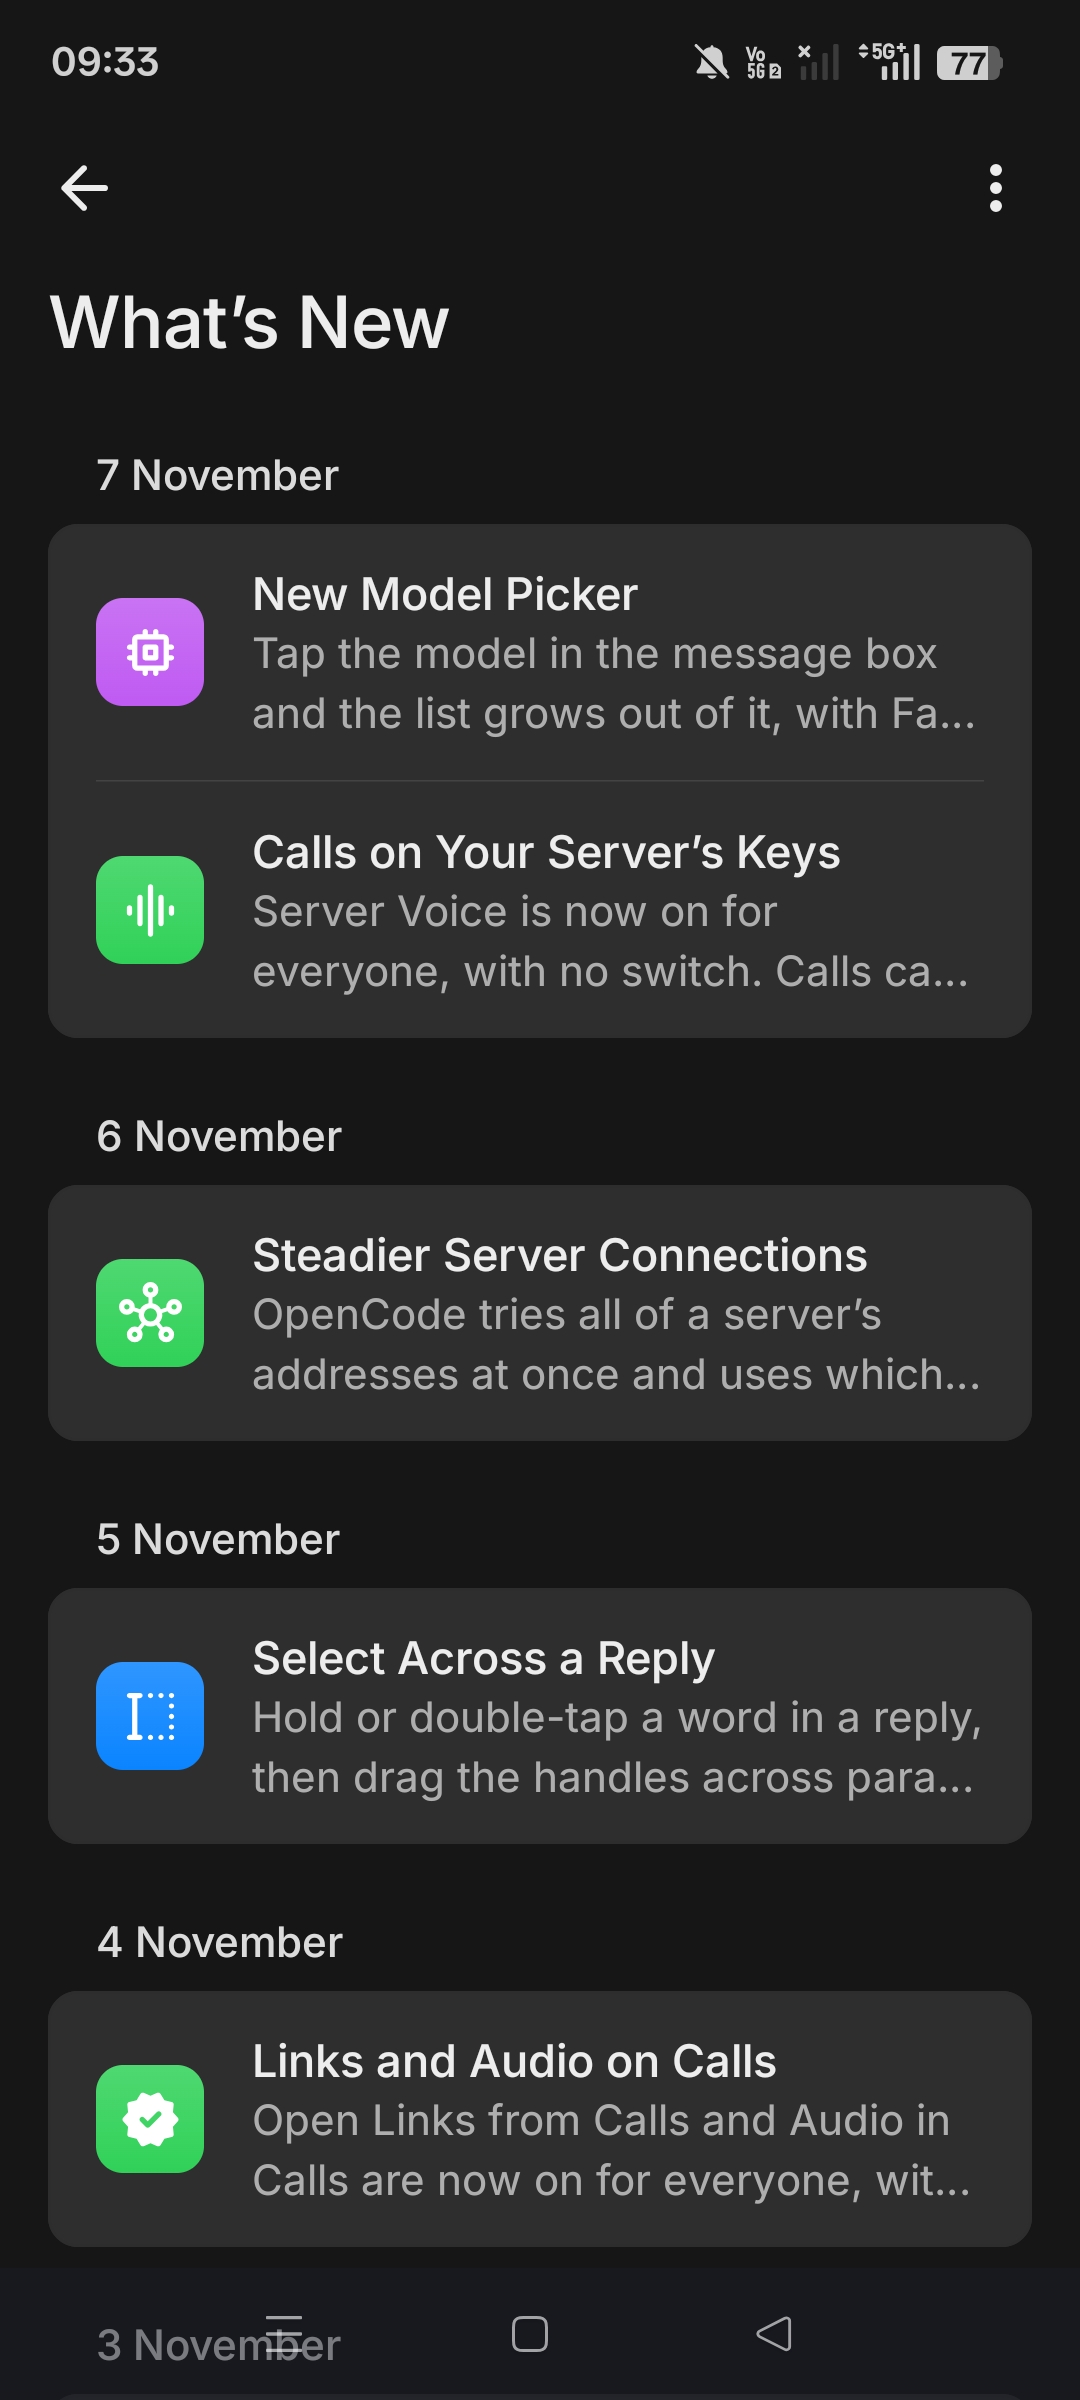 09:33
Vo
5G 2
5G+
77
What’s New
7 November
New Model Picker
Tap the model in the message box
and the list grows out of it, with Fa...
Calls on Your Server’s Keys
Server Voice is now on for
everyone, with no switch. Calls ca...
6 November
Steadier Server Connections
OpenCode tries all of a server’s
addresses at once and uses which...
5 November
Select Across a Reply
Hold or double-tap a word in a reply,
then drag the handles across para...
4 November
Links and Audio on Calls
Open Links from Calls and Audio in
Calls are now on for everyone, wit...
3 November